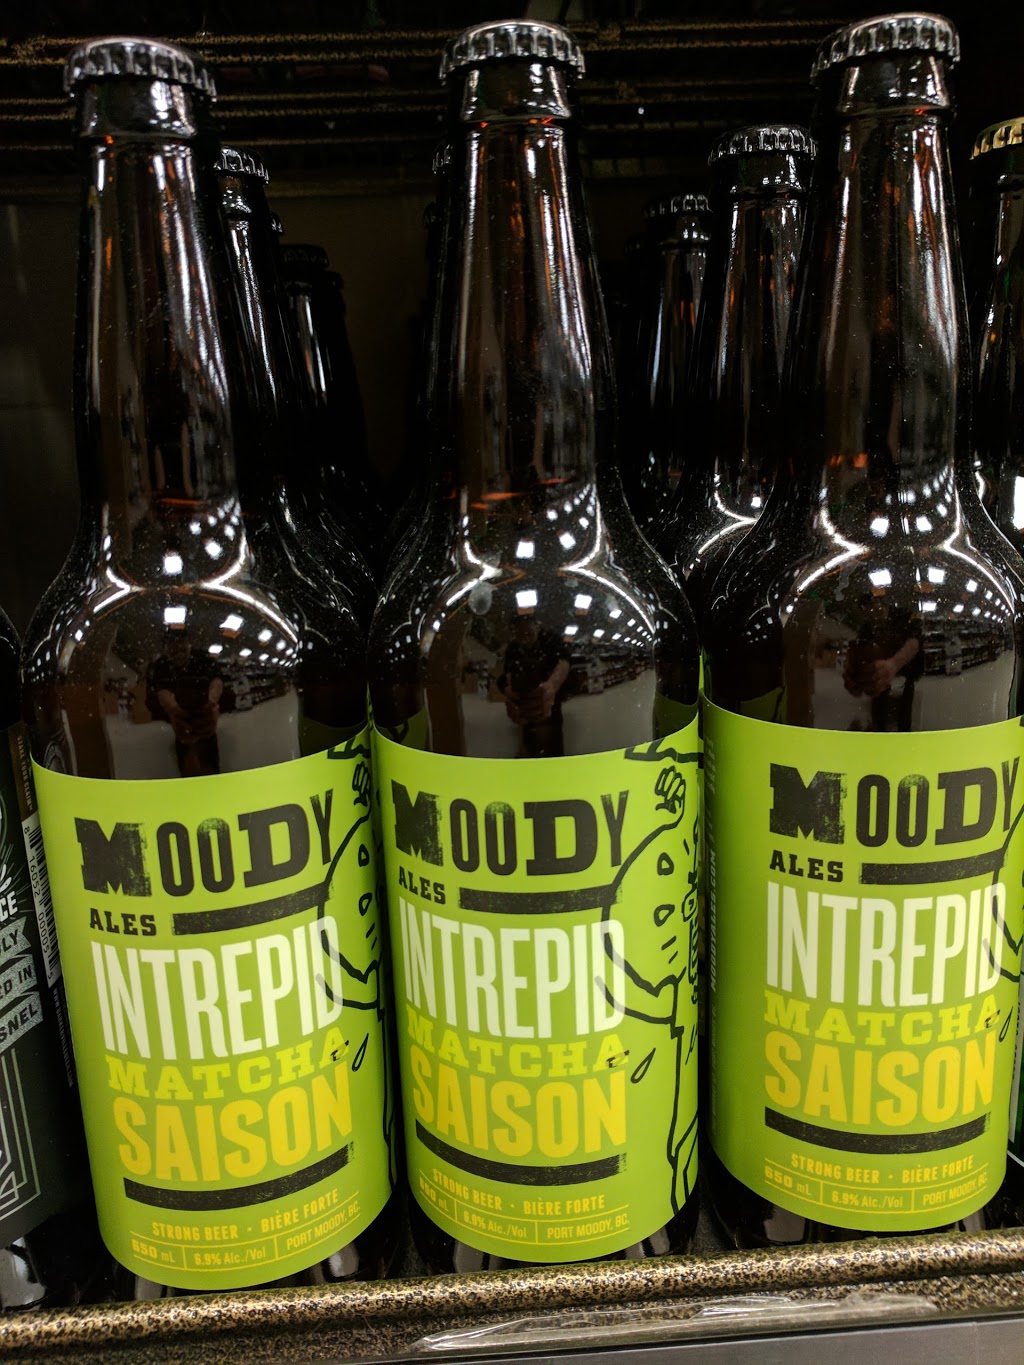 MOODY
ALES
INTREPID
MATCHA
SAISON
STRONG BEER · BIÈRE FORTE
650 mL 6.9% Alc./Vol PORT MOODY, BC.
MOODY
ALES
INTREPID
MATCHA
SAISON
STRONG BEER · BIÈRE FORTE
650 mL 6.9% Alc./Vol PORT MOODY, BC.
MOODY
ALES
INTREPID
MATCHA
SAISON
STRONG BEER · BIÈRE FORTE
650 mL 6.9% Alc./Vol PORT MOODY, BC.